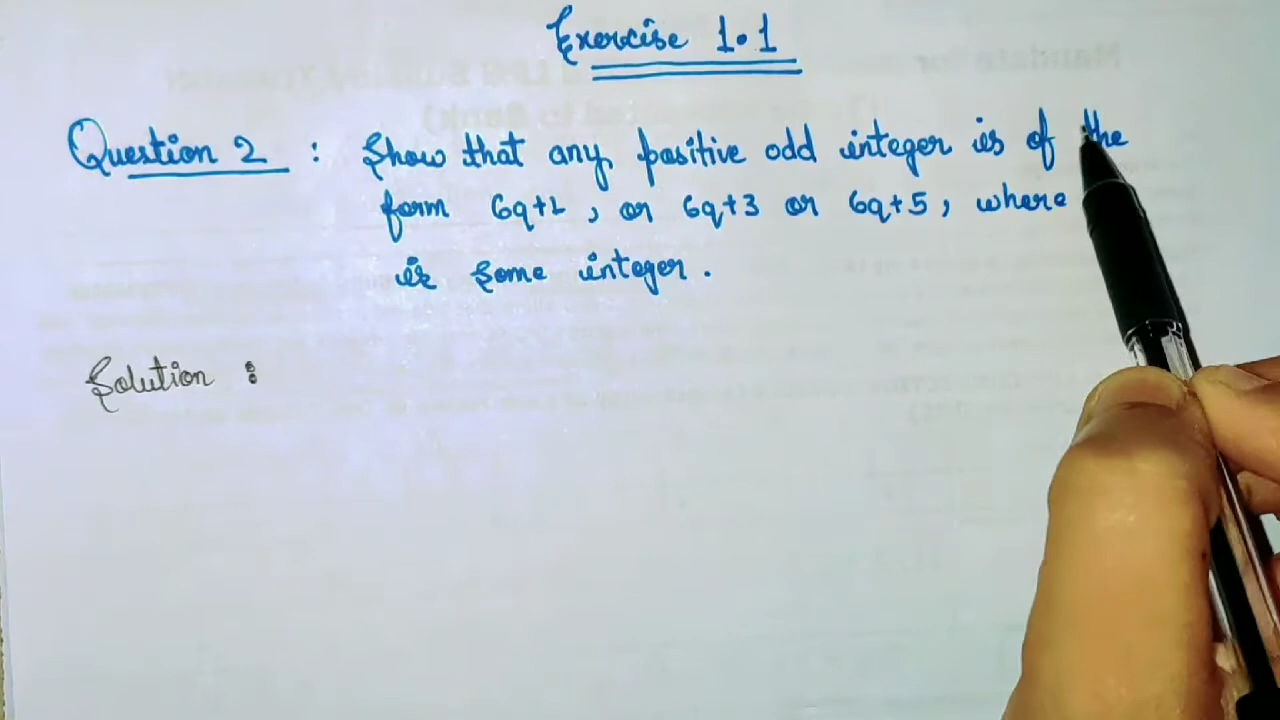 Exercise 1.1
Question 2 : Show that any positive odd integer is of the
form 6q+1, or 6q+3 or 6q+5, where
is some integer.
Solution :